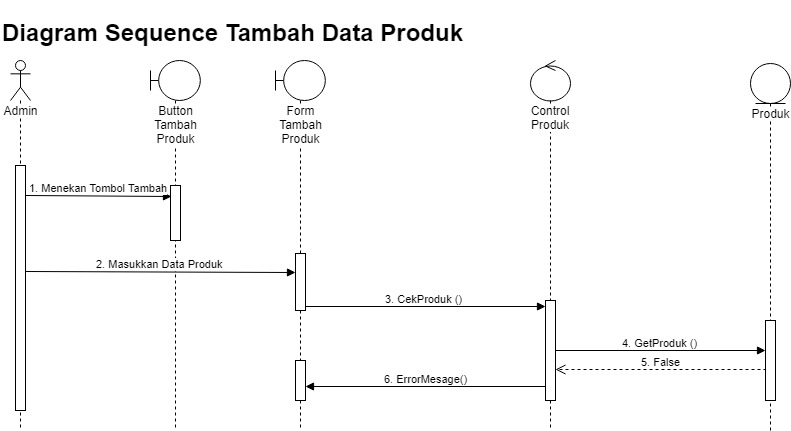 Diagram Sequence Tambah Data Produk
Admin
Button
Tambah
Produk
Form
Tambah
Produk
Control
Produk
Produk
1. Menekan Tombol Tambah
2. Masukkan Data Produk
3. CekProduk ()
4. GetProduk ()
5. False
6. ErrorMesage()